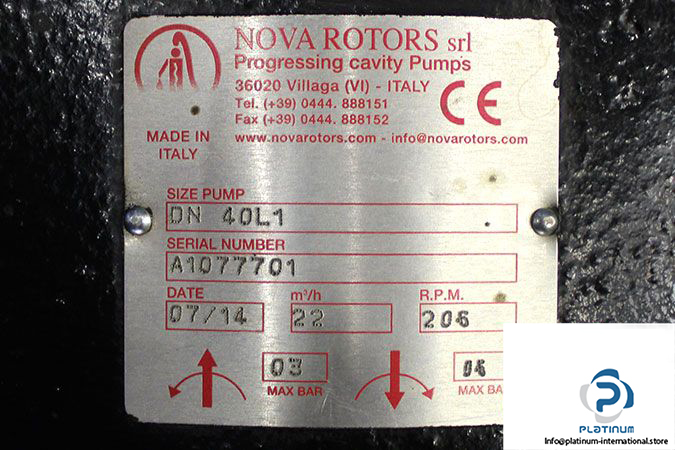 NOVA ROTORS srl
Progressing cavity Pumps
36020 Villaga (VI) - ITALY
Tel. (+39) 0444. 888151
Fax (+39) 0444. 888152
CE
www.novarotors.com - info@novarotors.com
MADE IN
ITALY
SIZE PUMP
DN 40L1
SERIAL NUMBER
A1077701
DATE
m³/h
R.P.M.
07/14
22
206
03
MAX BAR
MAX BA
PLATINUM
Info@platinum-international.store